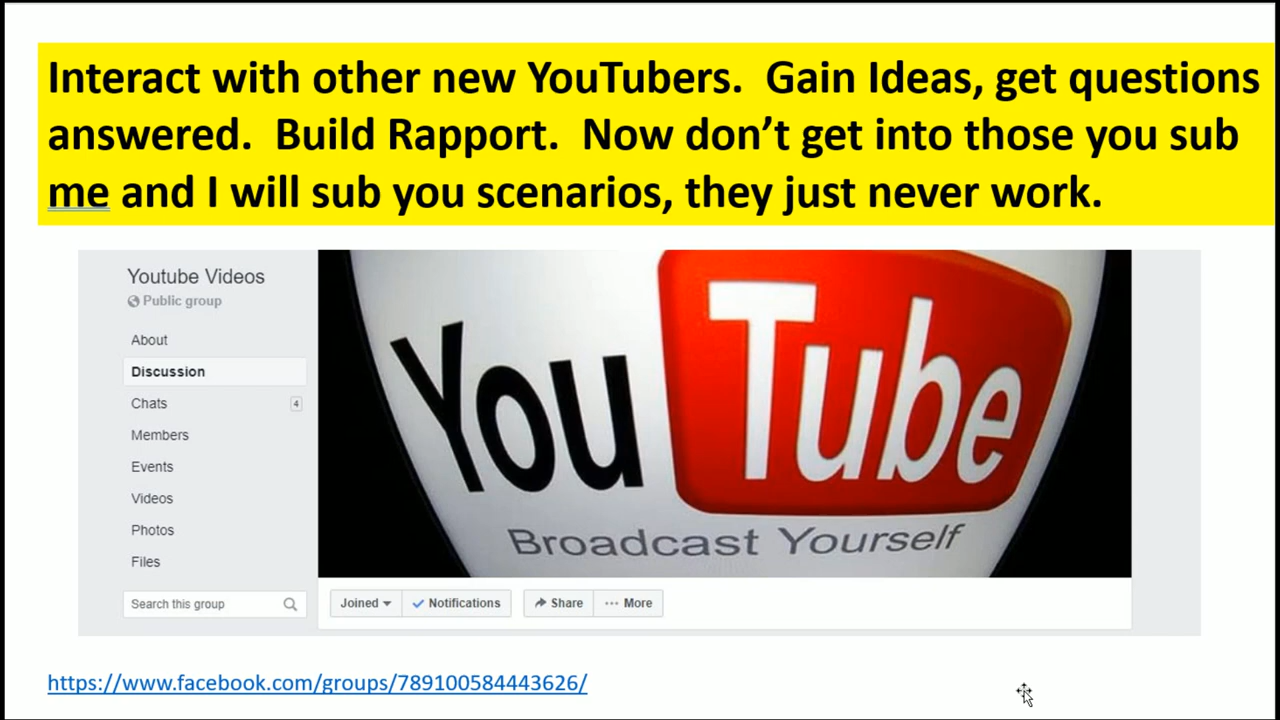 Interact with other new YouTubers.  Gain Ideas, get questions
answered.  Build Rapport.  Now don’t get into those you sub
me and I will sub you scenarios, they just never work.
Youtube Videos
Public group
About
Discussion
Chats 4
Members
Events
Videos
Photos
Files
Search this group
You Tube
Broadcast Yourself
Joined Notifications Share More
https://www.facebook.com/groups/789100584443626/